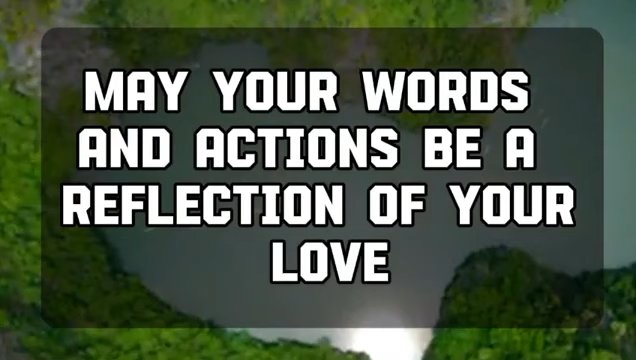 MAY YOUR WORDS
AND ACTIONS BE A
REFLECTION OF YOUR
LOVE